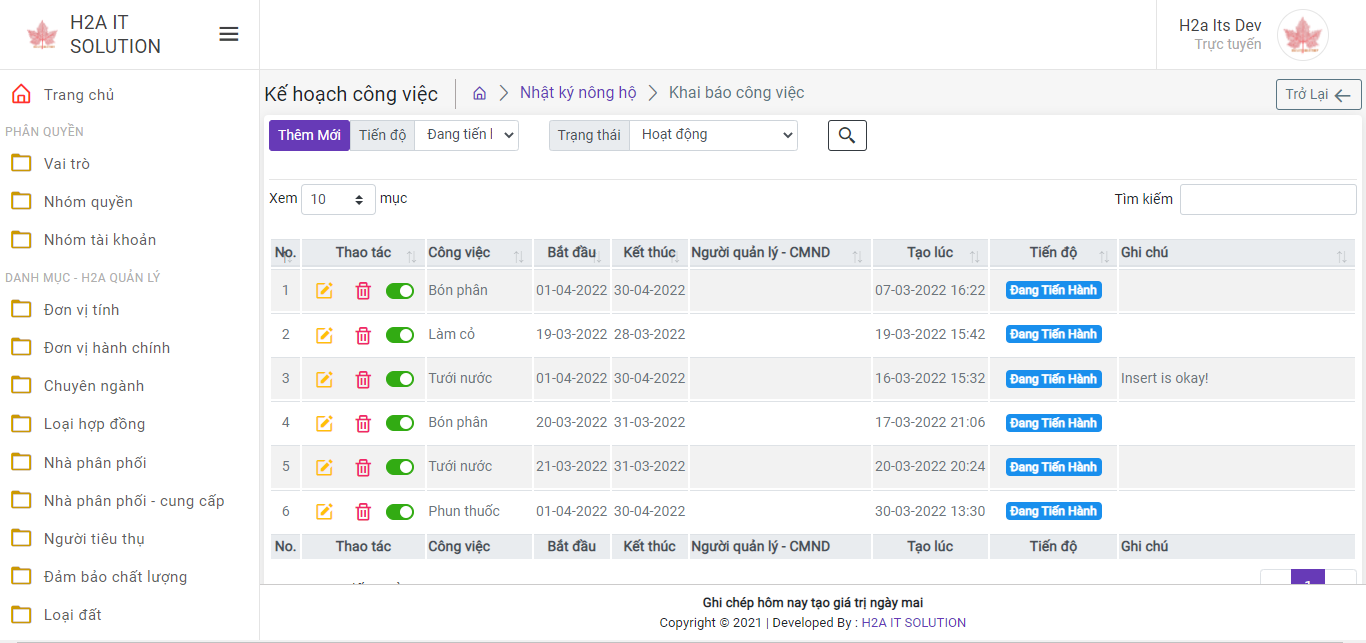 H2A IT
SOLUTION
H2a Its Dev
Trực tuyến
Trang chủ
PHÂN QUYỀN
Vai trò
Nhóm quyền
Nhóm tài khoản
DANH MỤC - H2A QUẢN LÝ
Đơn vị tính
Đơn vị hành chính
Chuyên ngành
Loại hợp đồng
Nhà phân phối
Nhà phân phối - cung cấp
Người tiêu thụ
Đảm bảo chất lượng
Loại đất
Kế hoạch công việc
Nhật ký nông hộ
Khai báo công việc
Trở Lại
Thêm Mới Tiến độ Đang tiến Trạng thái Hoạt động
Xem 10 mục
Tìm kiếm
No. Thao tác Công việc Bắt đầu Kết thúc Người quản lý - CMND Tạo lúc Tiến độ Ghi chú
1 Bón phân 01-04-2022 30-04-2022 07-03-2022 16:22 Đang Tiến Hành
2 Làm cỏ 19-03-2022 28-03-2022 19-03-2022 15:42 Đang Tiến Hành
3 Tưới nước 01-04-2022 30-04-2022 16-03-2022 15:32 Đang Tiến Hành Insert is okay!
4 Bón phân 20-03-2022 31-03-2022 17-03-2022 21:06 Đang Tiến Hành
5 Tưới nước 21-03-2022 31-03-2022 20-03-2022 20:24 Đang Tiến Hành
6 Phun thuốc 01-04-2022 30-04-2022 30-03-2022 13:30 Đang Tiến Hành
No. Thao tác Công việc Bắt đầu Kết thúc Người quản lý - CMND Tạo lúc Tiến độ Ghi chú
1
Ghi chép hôm nay tạo giá trị ngày mai
Copyright © 2021 | Developed By : H2A IT SOLUTION